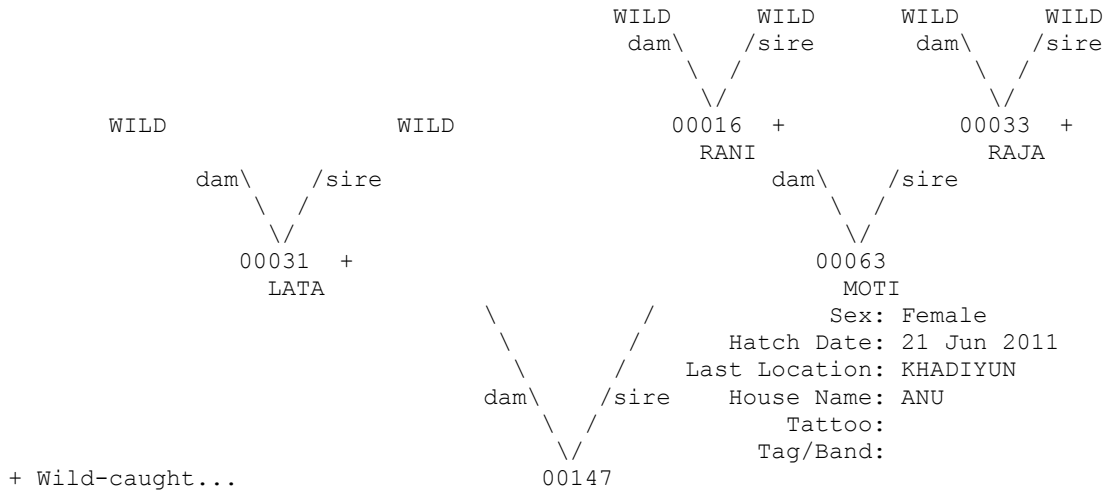 WILD WILD WILD WILD
dam\ /sire dam\ /sire
\ / \ /
\/ \/
WILD WILD 00016 + 00033 +
RANI RAJA
dam\ /sire dam\ /sire
\ / \ /
\/ \/
00031 + 00063
LATA MOTI
\ / Sex: Female
\ / Hatch Date: 21 Jun 2011
\ / Last Location: KHADIYUN
dam\ /sire House Name: ANU
\ / Tattoo:
\/ Tag/Band:
+ Wild-caught... 00147